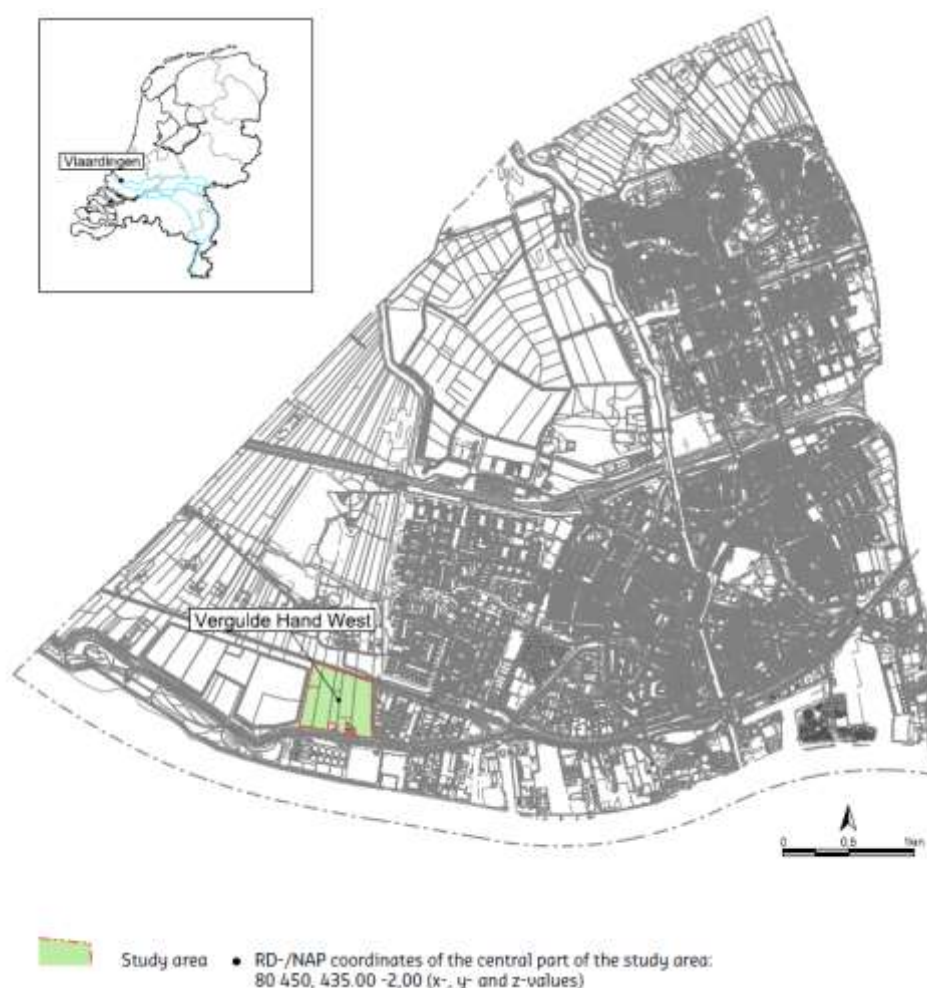 Vlaardingen
Vergulde Hand West
0 0,5 1km
Study area
RD-/NAP coordinates of the central part of the study area:
80 450, 435.00 -2,00 (x-, y- and z-values)